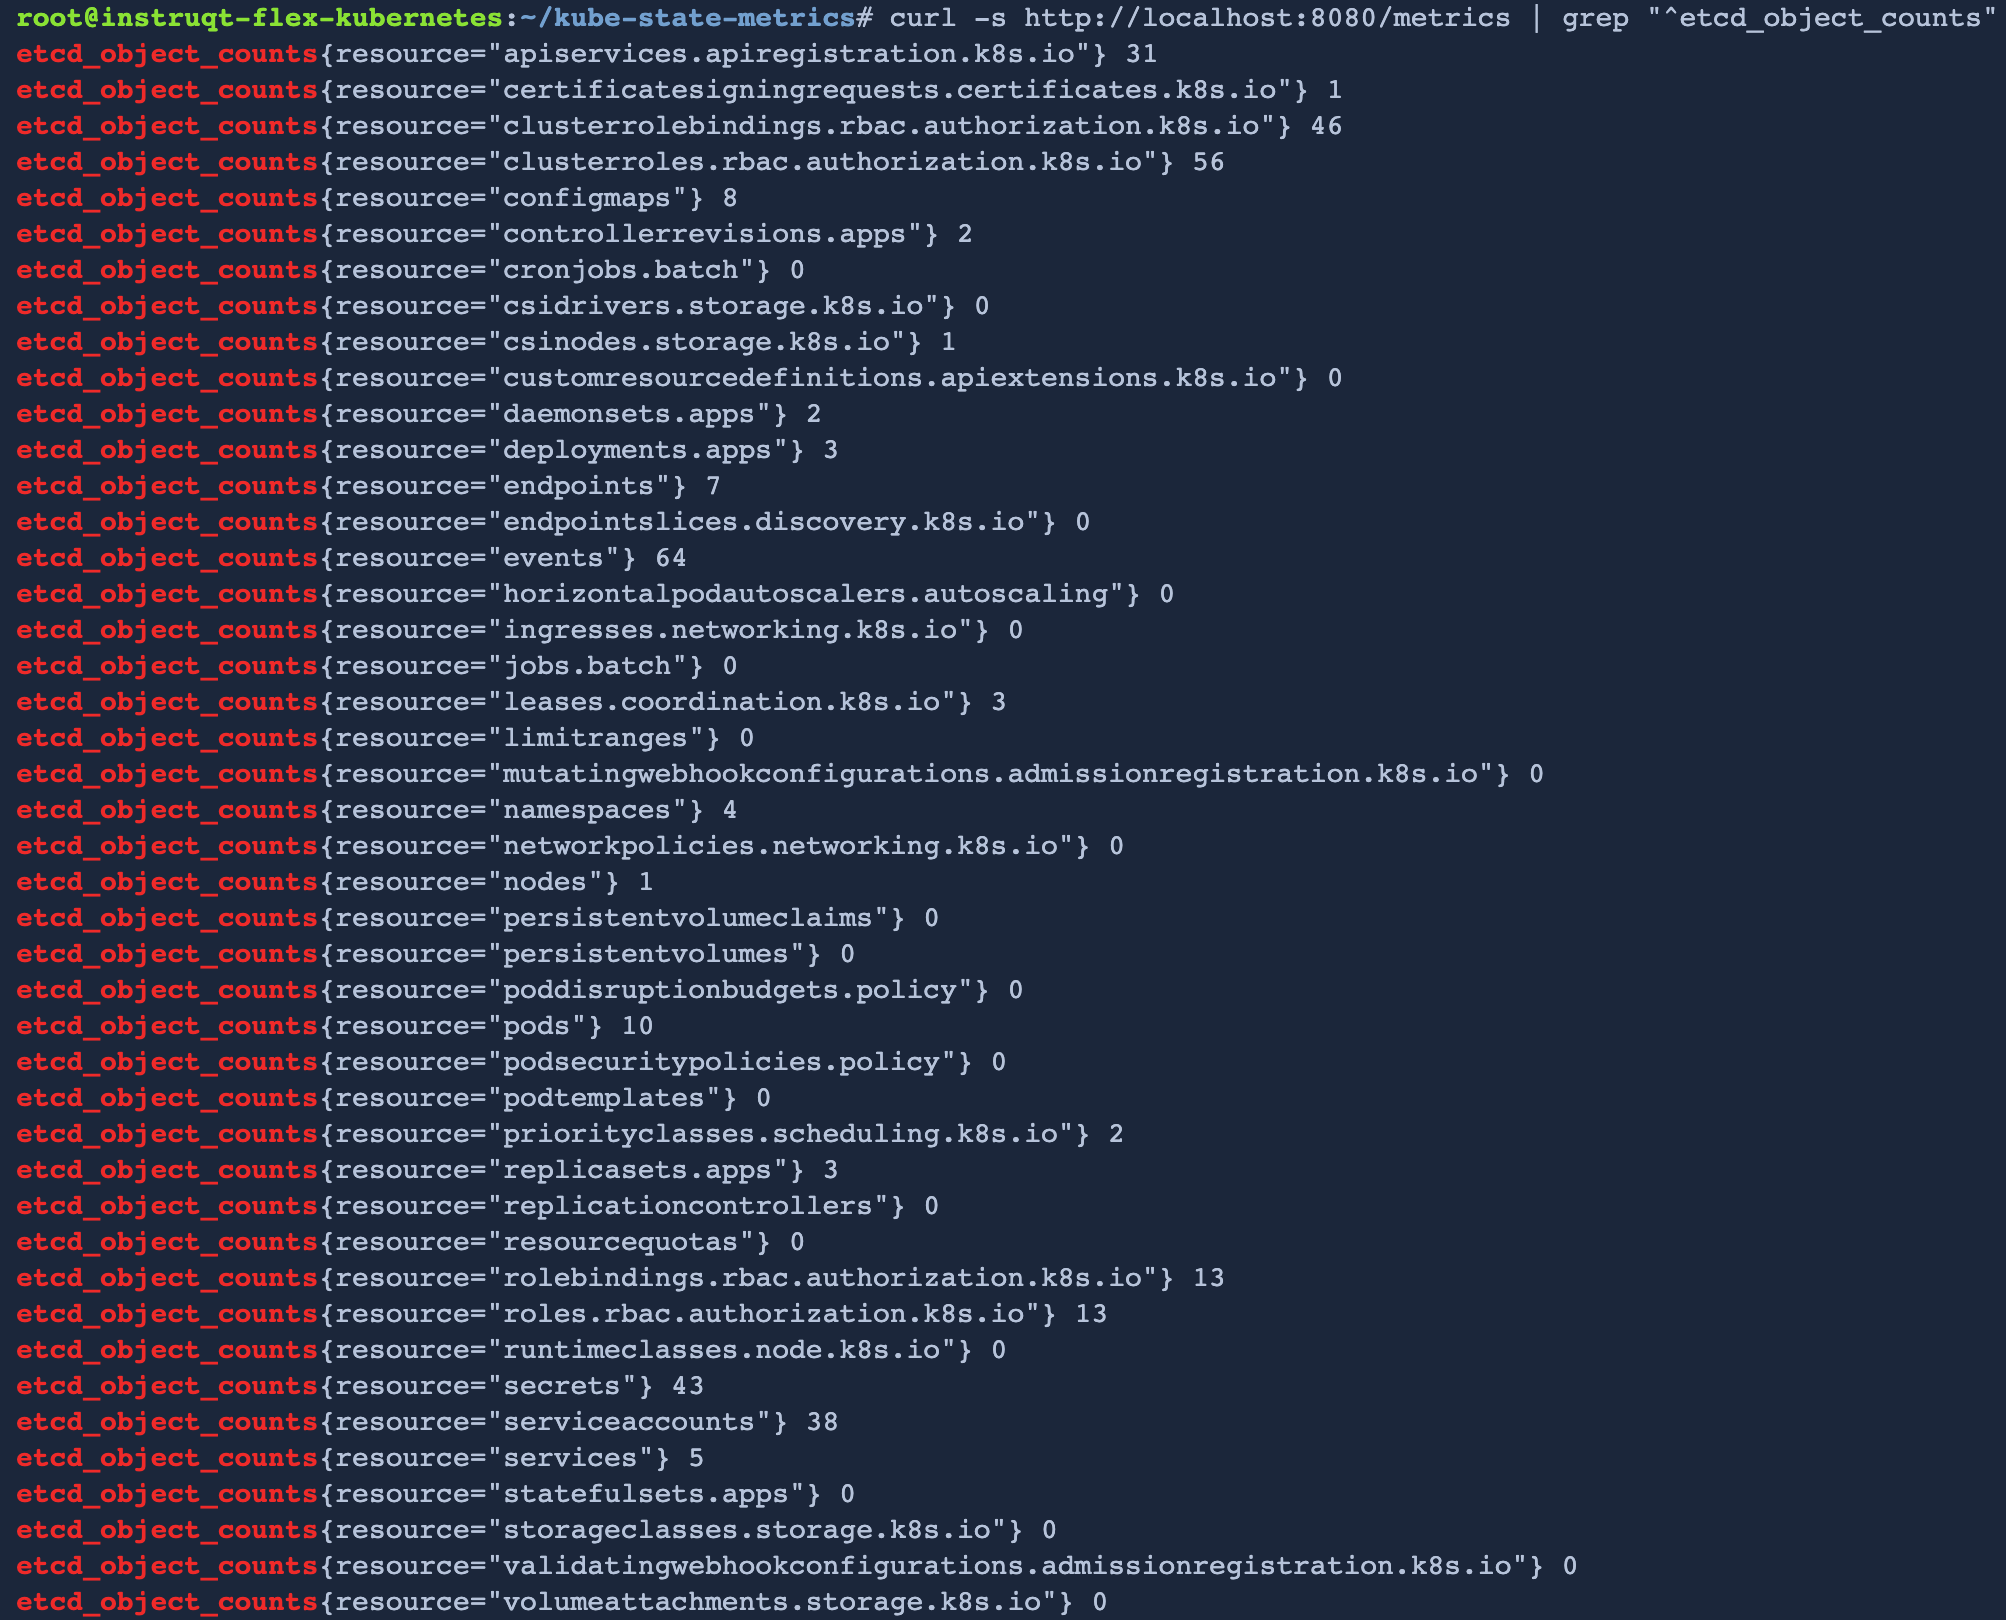 root@instruqt-flex-kubernetes:~/kube-state-metrics# curl -s http://localhost:8080/metrics | grep "^etcd_object_counts"
etcd_object_counts{resource="apiservices.apiregistration.k8s.io"} 31
etcd_object_counts{resource="certificatesigningrequests.certificates.k8s.io"} 1
etcd_object_counts{resource="clusterrolebindings.rbac.authorization.k8s.io"} 46
etcd_object_counts{resource="clusterroles.rbac.authorization.k8s.io"} 56
etcd_object_counts{resource="configmaps"} 8
etcd_object_counts{resource="controllerrevisions.apps"} 2
etcd_object_counts{resource="cronjobs.batch"} 0
etcd_object_counts{resource="csidrivers.storage.k8s.io"} 0
etcd_object_counts{resource="csinodes.storage.k8s.io"} 1
etcd_object_counts{resource="customresourcedefinitions.apiextensions.k8s.io"} 0
etcd_object_counts{resource="daemonsets.apps"} 2
etcd_object_counts{resource="deployments.apps"} 3
etcd_object_counts{resource="endpoints"} 7
etcd_object_counts{resource="endpointslices.discovery.k8s.io"} 0
etcd_object_counts{resource="events"} 64
etcd_object_counts{resource="horizontalpodautoscalers.autoscaling"} 0
etcd_object_counts{resource="ingresses.networking.k8s.io"} 0
etcd_object_counts{resource="jobs.batch"} 0
etcd_object_counts{resource="leases.coordination.k8s.io"} 3
etcd_object_counts{resource="limitranges"} 0
etcd_object_counts{resource="mutatingwebhookconfigurations.admissionregistration.k8s.io"} 0
etcd_object_counts{resource="namespaces"} 4
etcd_object_counts{resource="networkpolicies.networking.k8s.io"} 0
etcd_object_counts{resource="nodes"} 1
etcd_object_counts{resource="persistentvolumeclaims"} 0
etcd_object_counts{resource="persistentvolumes"} 0
etcd_object_counts{resource="poddisruptionbudgets.policy"} 0
etcd_object_counts{resource="pods"} 10
etcd_object_counts{resource="podsecuritypolicies.policy"} 0
etcd_object_counts{resource="podtemplates"} 0
etcd_object_counts{resource="priorityclasses.scheduling.k8s.io"} 2
etcd_object_counts{resource="replicasets.apps"} 3
etcd_object_counts{resource="replicationcontrollers"} 0
etcd_object_counts{resource="resourcequotas"} 0
etcd_object_counts{resource="rolebindings.rbac.authorization.k8s.io"} 13
etcd_object_counts{resource="roles.rbac.authorization.k8s.io"} 13
etcd_object_counts{resource="runtimeclasses.node.k8s.io"} 0
etcd_object_counts{resource="secrets"} 43
etcd_object_counts{resource="serviceaccounts"} 38
etcd_object_counts{resource="services"} 5
etcd_object_counts{resource="statefulsets.apps"} 0
etcd_object_counts{resource="storageclasses.storage.k8s.io"} 0
etcd_object_counts{resource="validatingwebhookconfigurations.admissionregistration.k8s.io"} 0
etcd_object_counts{resource="volumeattachments.storage.k8s.io"} 0